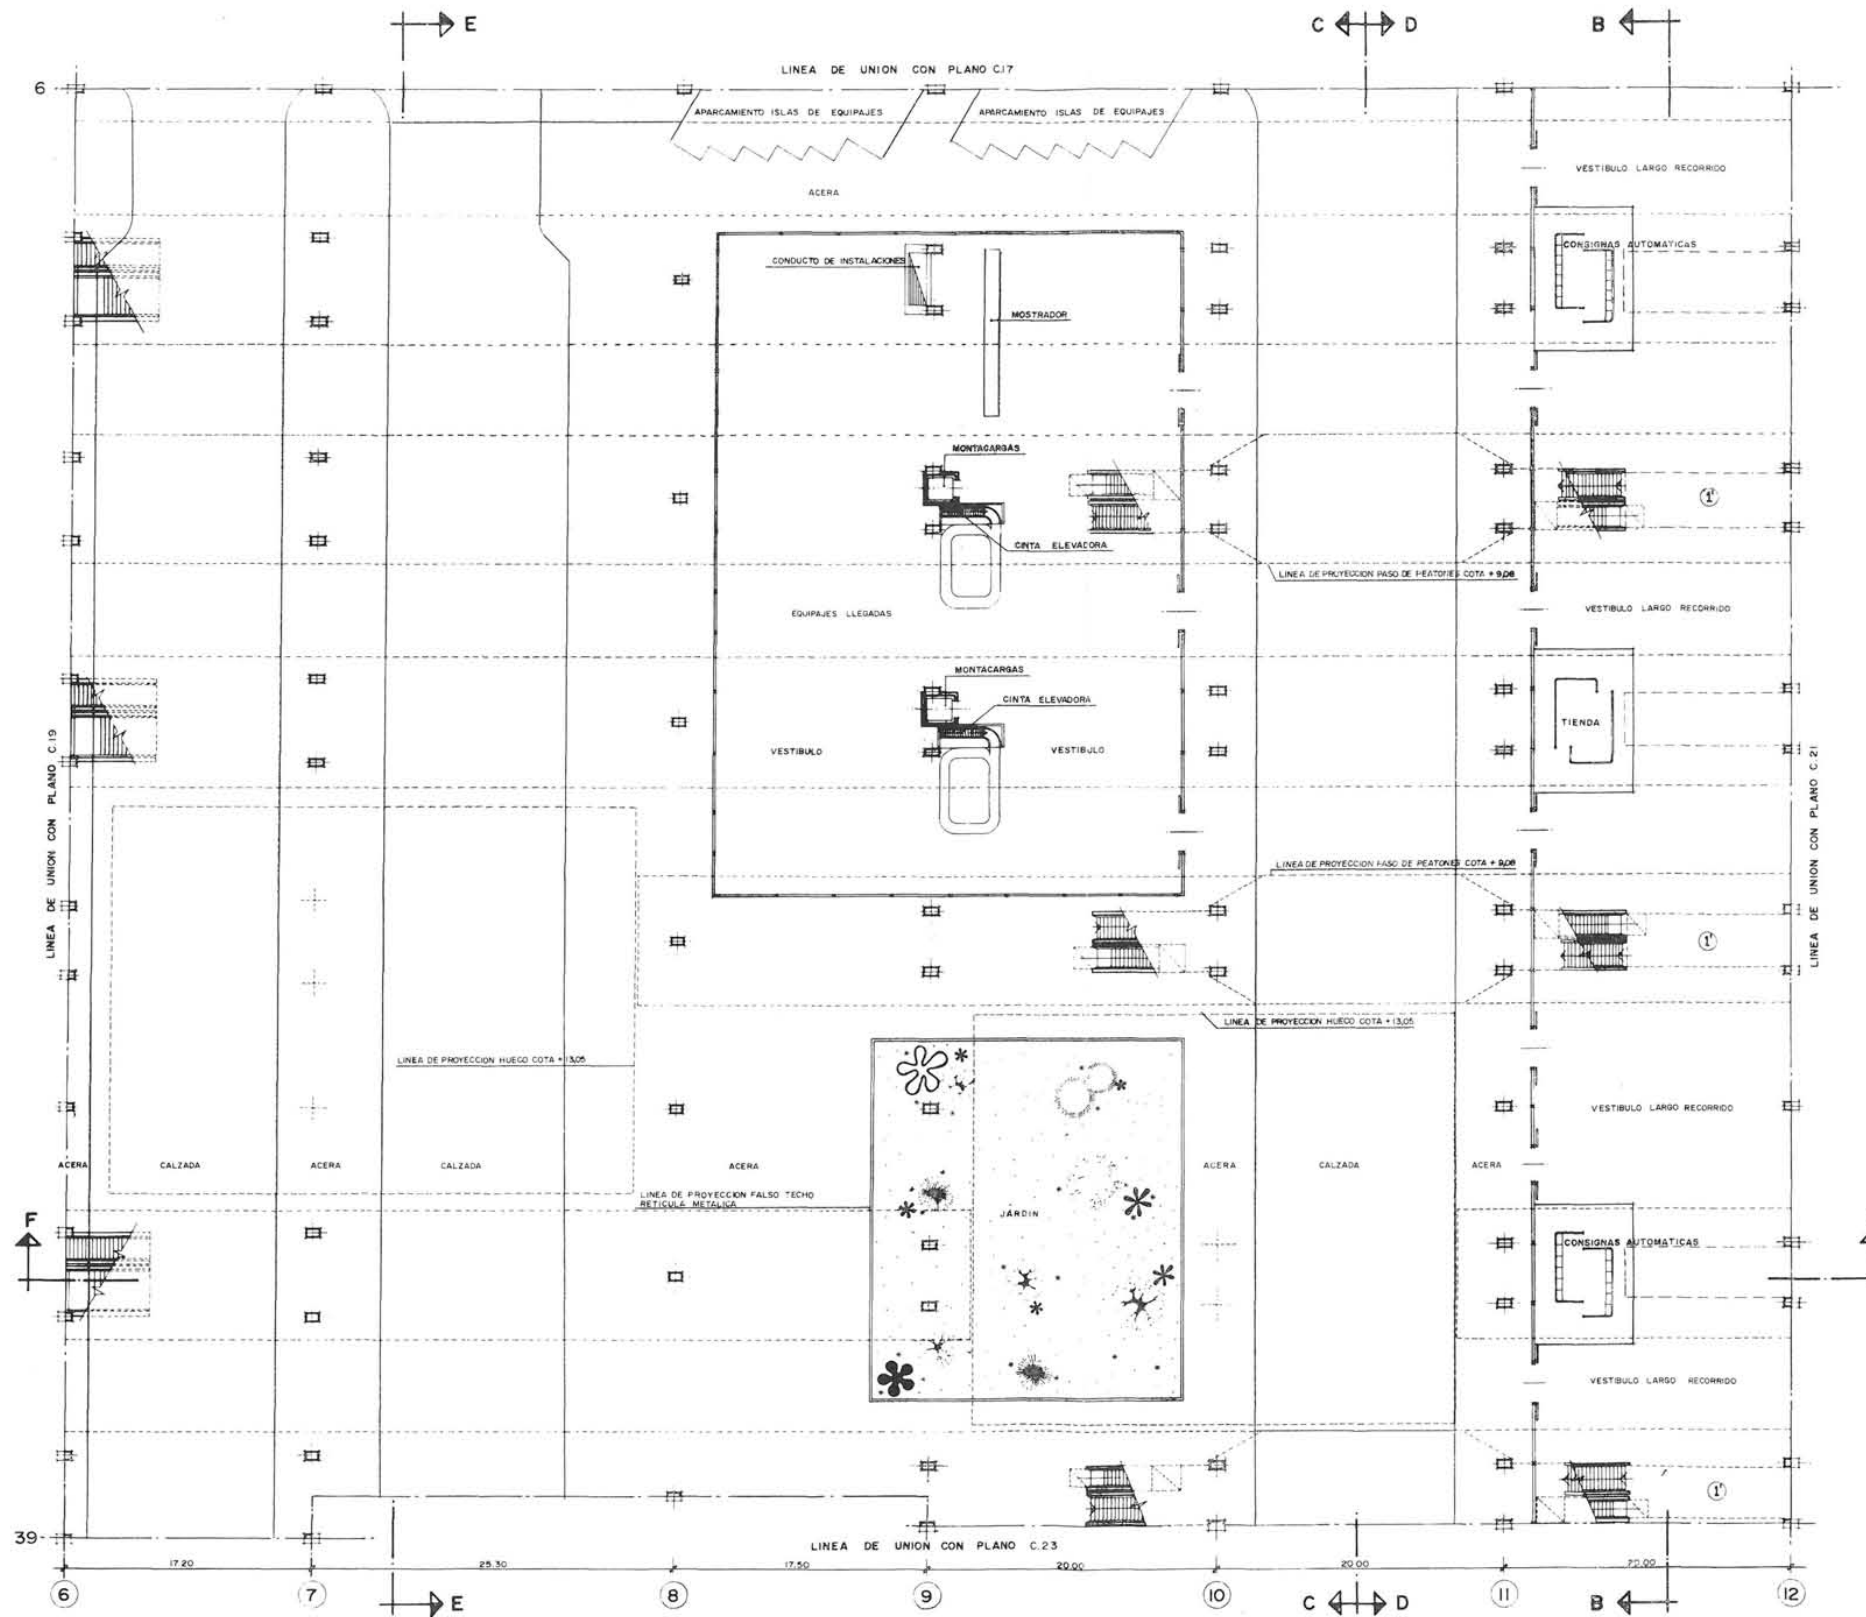 E
C D
B
LINEA DE UNION CON PLANO C.17
6
APARCAMIENTO ISLAS DE EQUIPAJES
APARCAMIENTO ISLAS DE EQUIPAJES
VESTIBULO LARGO RECORRIDO
ACERA
CONSIGNAS AUTOMATICAS
CONDUCTO DE INSTALACIONES
MOSTRADOR
MONTACARGAS
1'
CINTA ELEVADORA
LINEA DE PROYECCION PASO DE PEATONES COTA + 9,08
EQUIPAJES LLEGADAS
VESTIBULO LARGO RECORRIDO
MONTACARGAS
CINTA ELEVADORA
TIENDA
VESTIBULO
VESTIBULO
LINEA DE UNION CON PLANO C.19
LINEA DE UNION CON PLANO C.21
LINEA DE PROYECCION PASO DE PEATONES COTA + 9,08
1'
LINEA DE PROYECCION HUECO COTA + 13,05
LINEA DE PROYECCION HUECO COTA + 13,05
VESTIBULO LARGO RECORRIDO
ACERA
CALZADA
ACERA
CALZADA
ACERA
ACERA
CALZADA
ACERA
LINEA DE PROYECCION FALSO TECHO
RETICULA METALICA
JARDIN
F
CONSIGNAS AUTOMATICAS
VESTIBULO LARGO RECORRIDO
1'
39
LINEA DE UNION CON PLANO C.23
17.20
25.30
17.50
20.00
20.00
20.00
6
7
8
9
10
11
12
E
C D
B